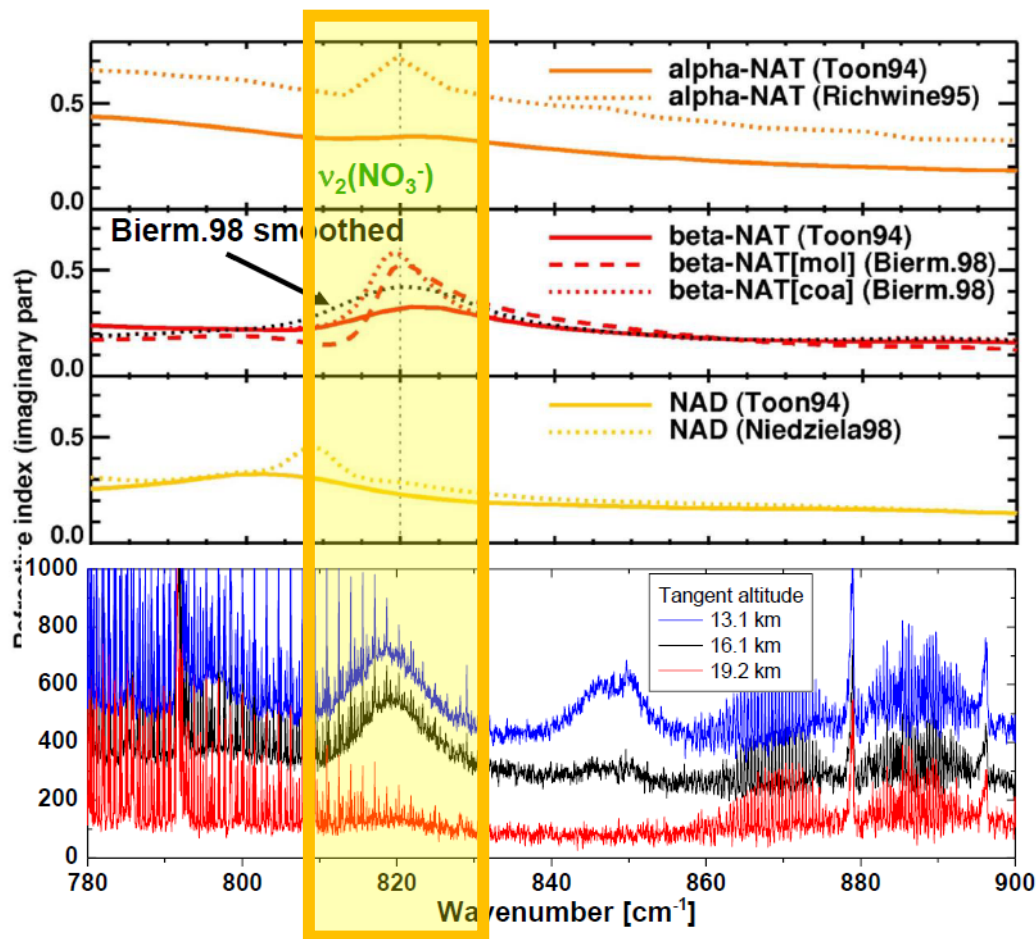 0.5
0.0
alpha-NAT (Toon94)
alpha-NAT (Richwine95)
ν₂(NO₃⁻)
Bierm.98 smoothed
0.5
0.0
beta-NAT (Toon94)
beta-NAT[mol] (Bierm.98)
beta-NAT[coa] (Bierm.98)
0.5
0.0
NAD (Toon94)
NAD (Niedziela98)
index (imaginary part)
1000
800
600
400
200
0
Tangent altitude
13.1 km
16.1 km
19.2 km
780 800 820 840 860 880 900
Wavenumber [cm⁻¹]